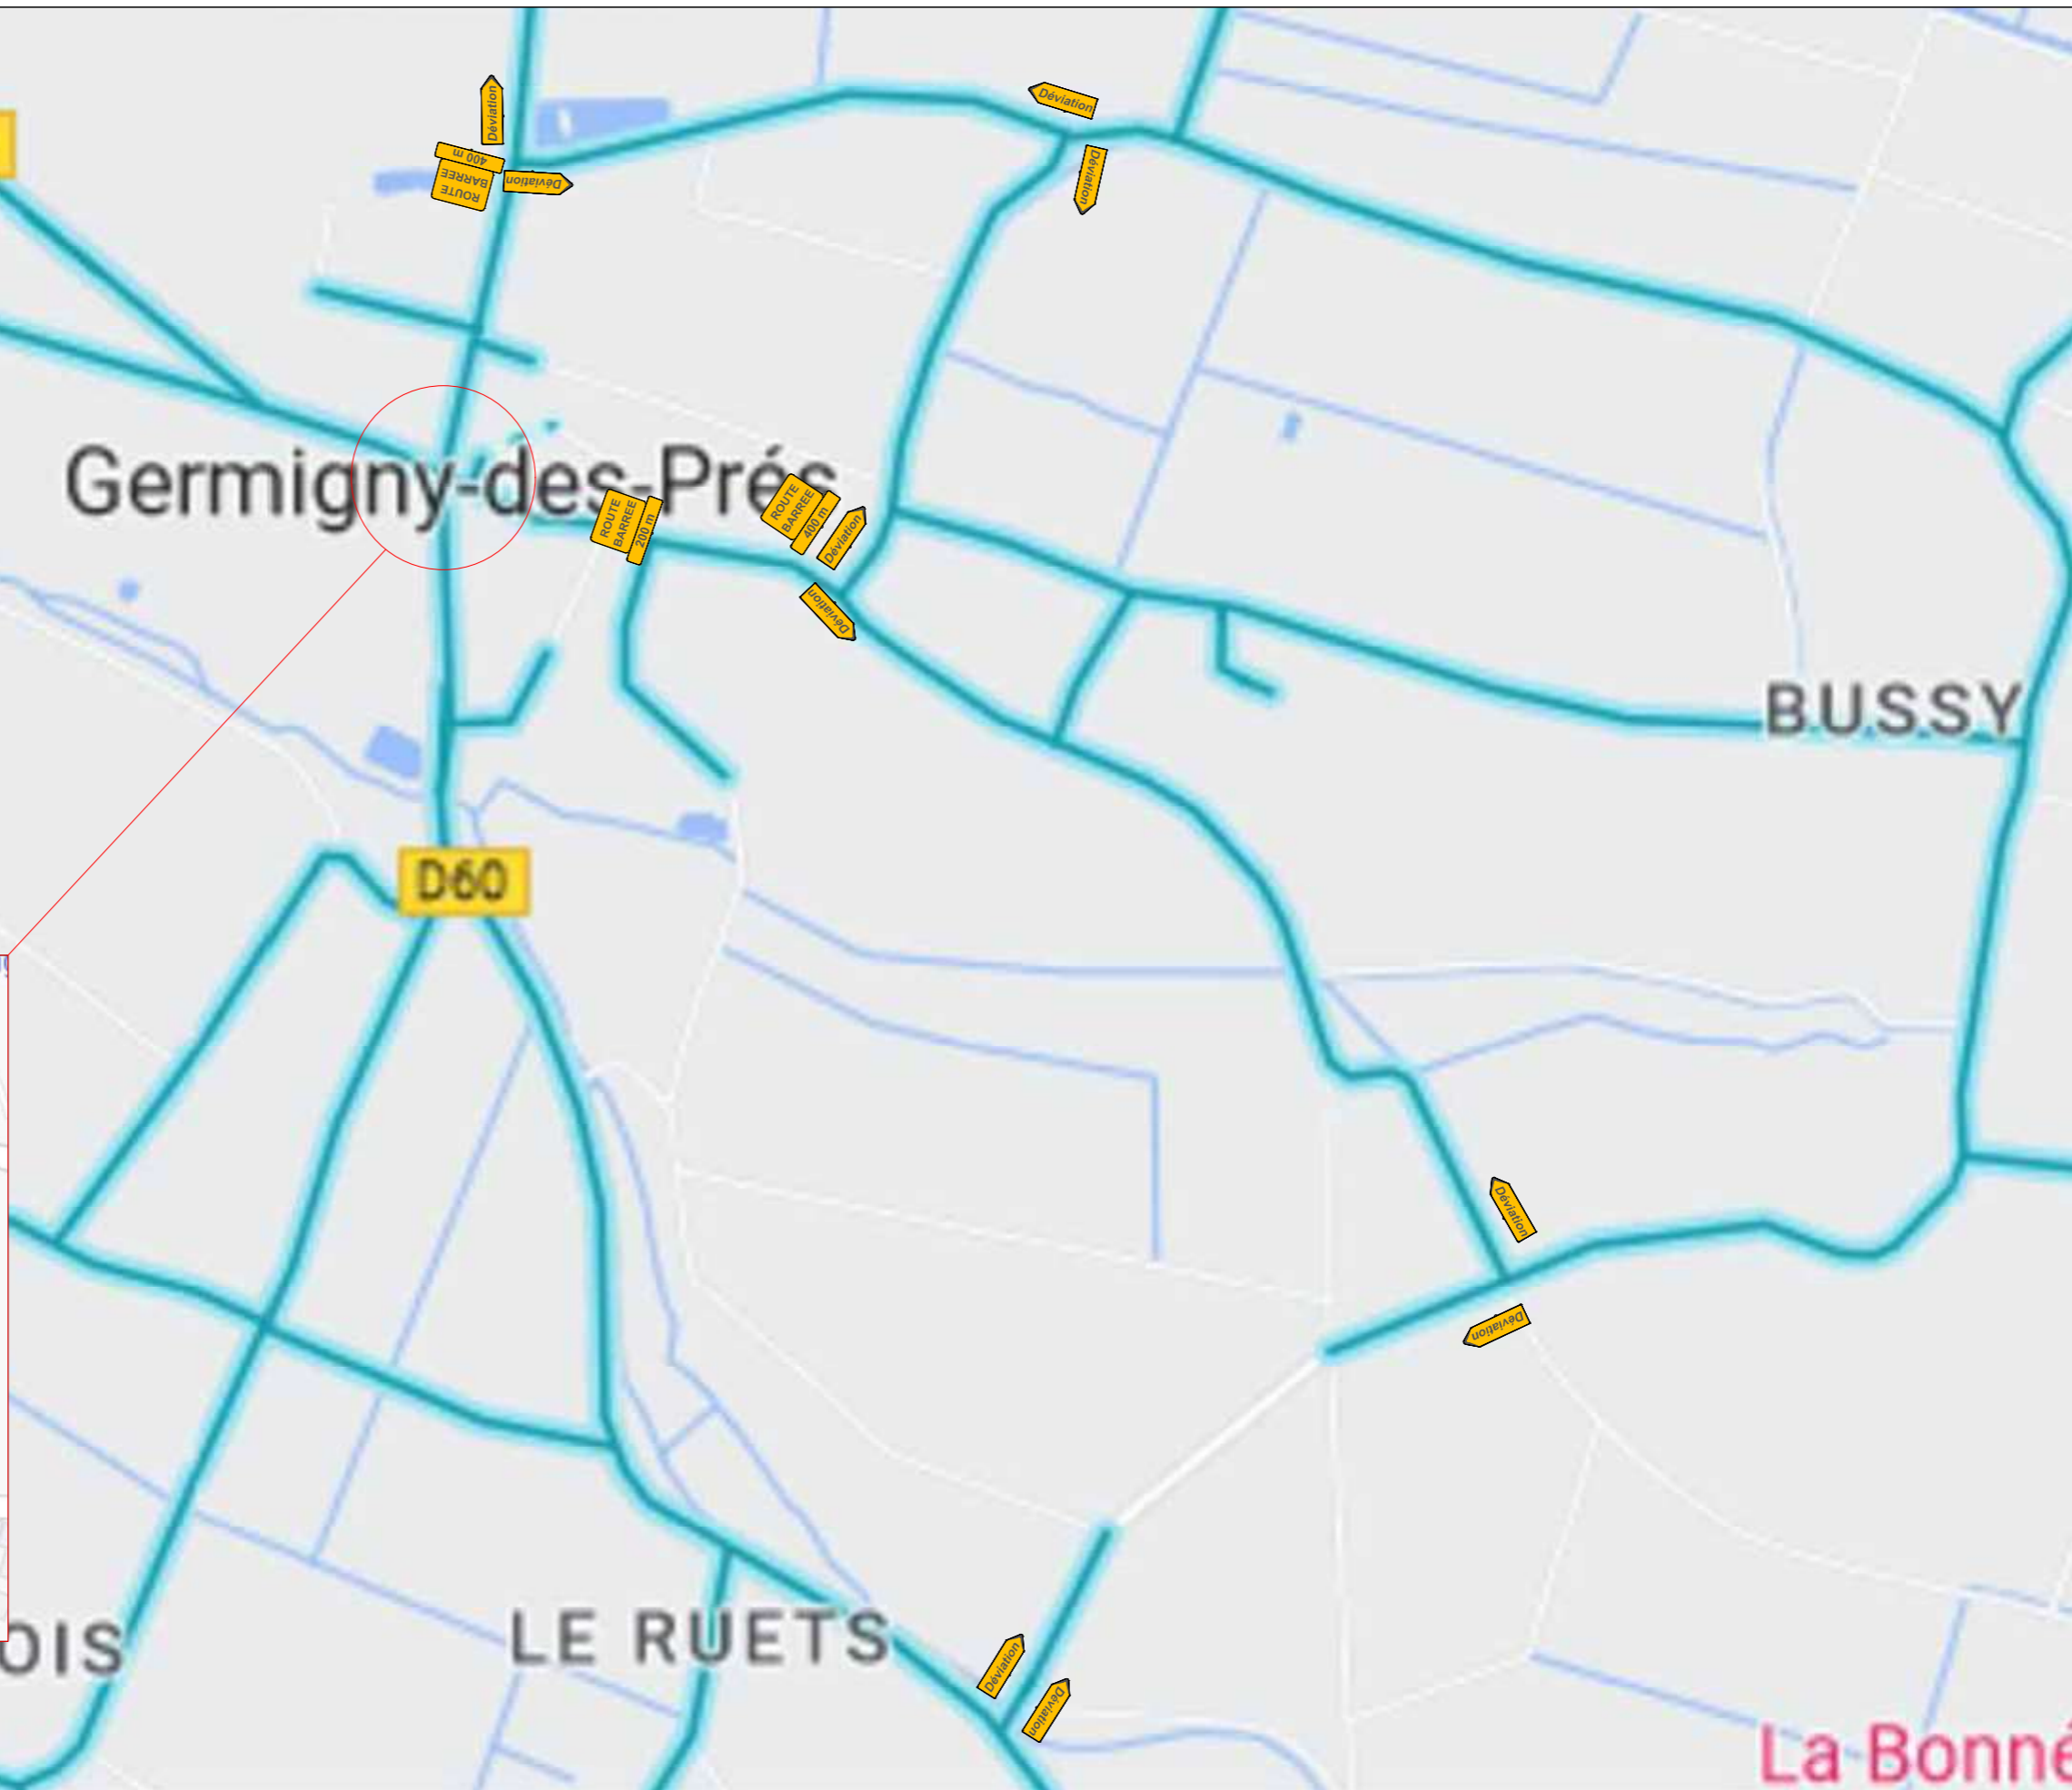 Déviation
Déviation
400 m
ROUTE
BARREE
Déviation
Déviation
Germigny-des-Prés
ROUTE
BARREE
200 m
ROUTE
BARREE
400 m
Déviation
Déviation
BUSSY
D60
Déviation
Déviation
OIS
LE RUETS
Déviation
Déviation
La Bonné